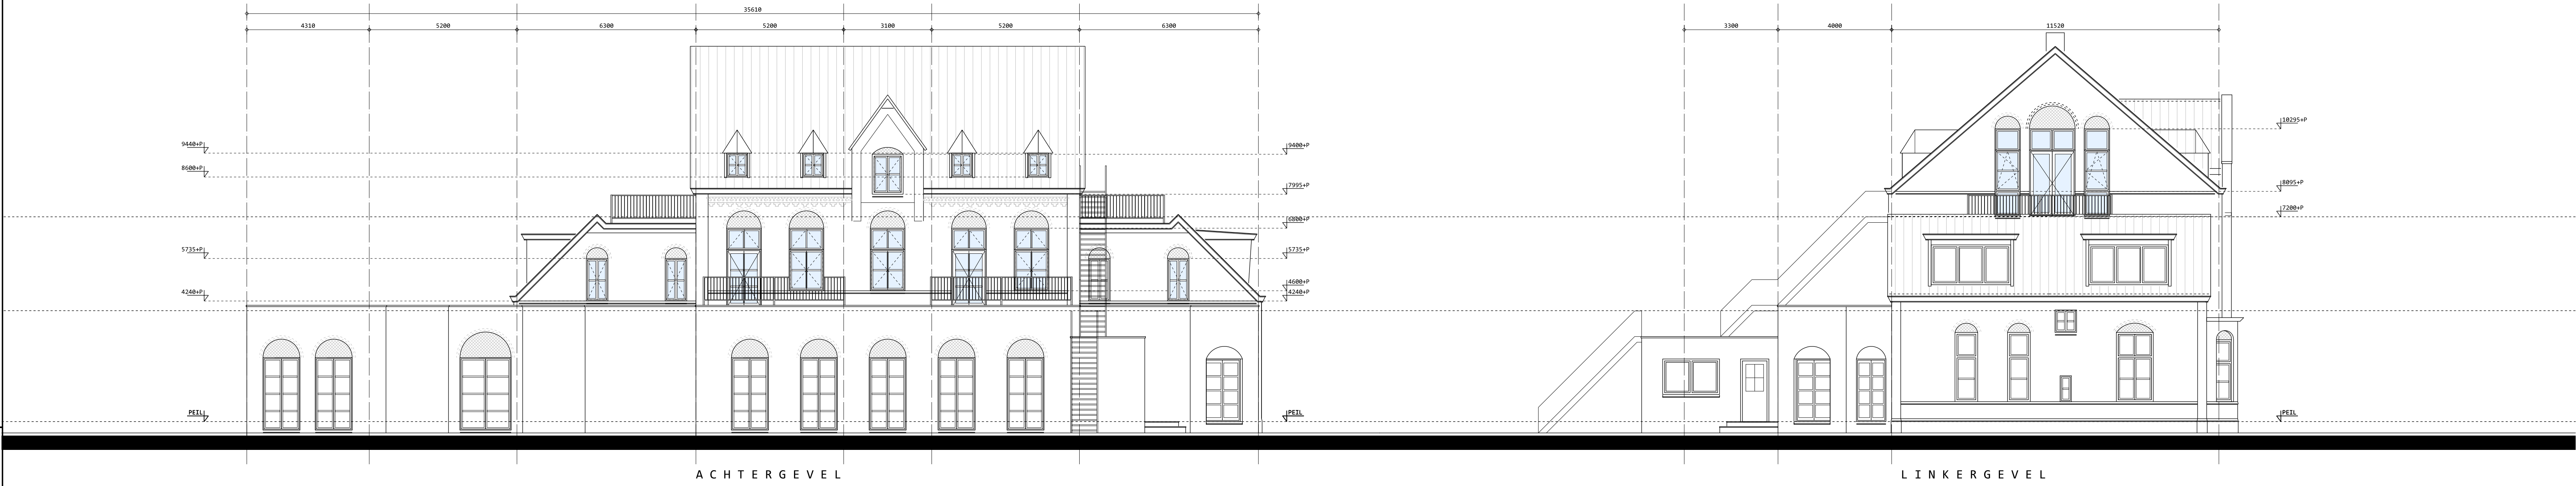 35610
4310 5200 6300 5200 3100 5200 6300
3300 4000 11520
9440+P
8600+P
5735+P
4240+P
PEIL
9400+P
7995+P
6800+P
5735+P
4600+P
4240+P
PEIL
10295+P
8095+P
7200+P
PEIL
ACHTERGEVEL
LINKERGEVEL